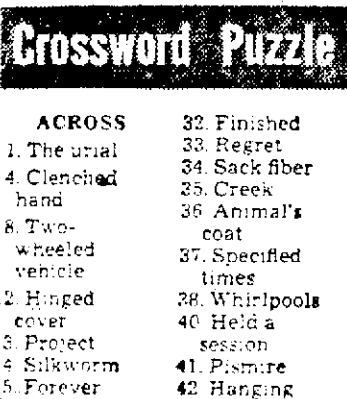 Crossword Puzzle
ACROSS
1. The urial
4. Clenched
hand
8. Two-
wheeled
vehicle
2. Hinged
cover
3. Project
4 Silkworm
5. Forever
32. Finished
33. Regret
34. Sack fiber
35. Creek
36 Animal's
coat
37. Specified
times
38. Whirlpools
40 Held a
session
41. Pismire
42 Hanging